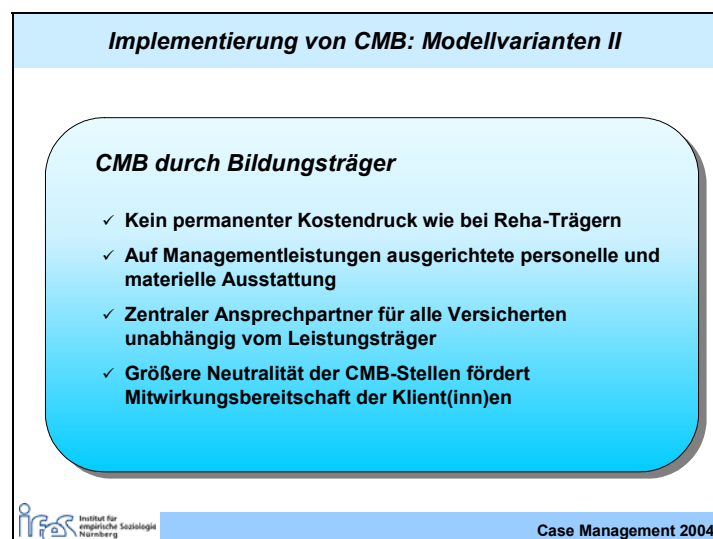 Implementierung von CMB: Modellvarianten II
CMB durch Bildungsträger
✓ Kein permanenter Kostendruck wie bei Reha-Trägern
✓ Auf Managementleistungen ausgerichtete personelle und
materielle Ausstattung
✓ Zentraler Ansprechpartner für alle Versicherten
unabhängig vom Leistungsträger
✓ Größere Neutralität der CMB-Stellen fördert
Mitwirkungsbereitschaft der Klient(inn)en
ifes
Institut für
empirische Soziologie
Nürnberg
Case Management 2004